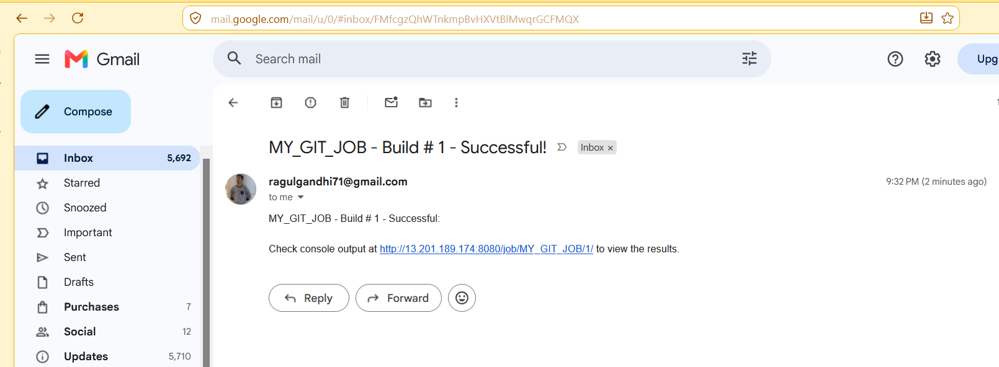 mail.google.com/mail/u/0/#inbox/FMfcgzQhWTnkmpBvHXVtBlMwqrGCFMQX
Gmail
Search mail
Upg
Compose
MY_GIT_JOB - Build # 1 - Successful!
Inbox ×
Inbox 5,692
Starred
Snoozed
Important
Sent
Drafts
Purchases 7
Social 12
Updates 5,710
ragulgandhi71@gmail.com
9:32 PM (2 minutes ago)
to me
MY_GIT_JOB - Build # 1 - Successful:
Check console output at http://13.201.189.174:8080/job/MY_GIT_JOB/1/ to view the results.
Reply
Forward